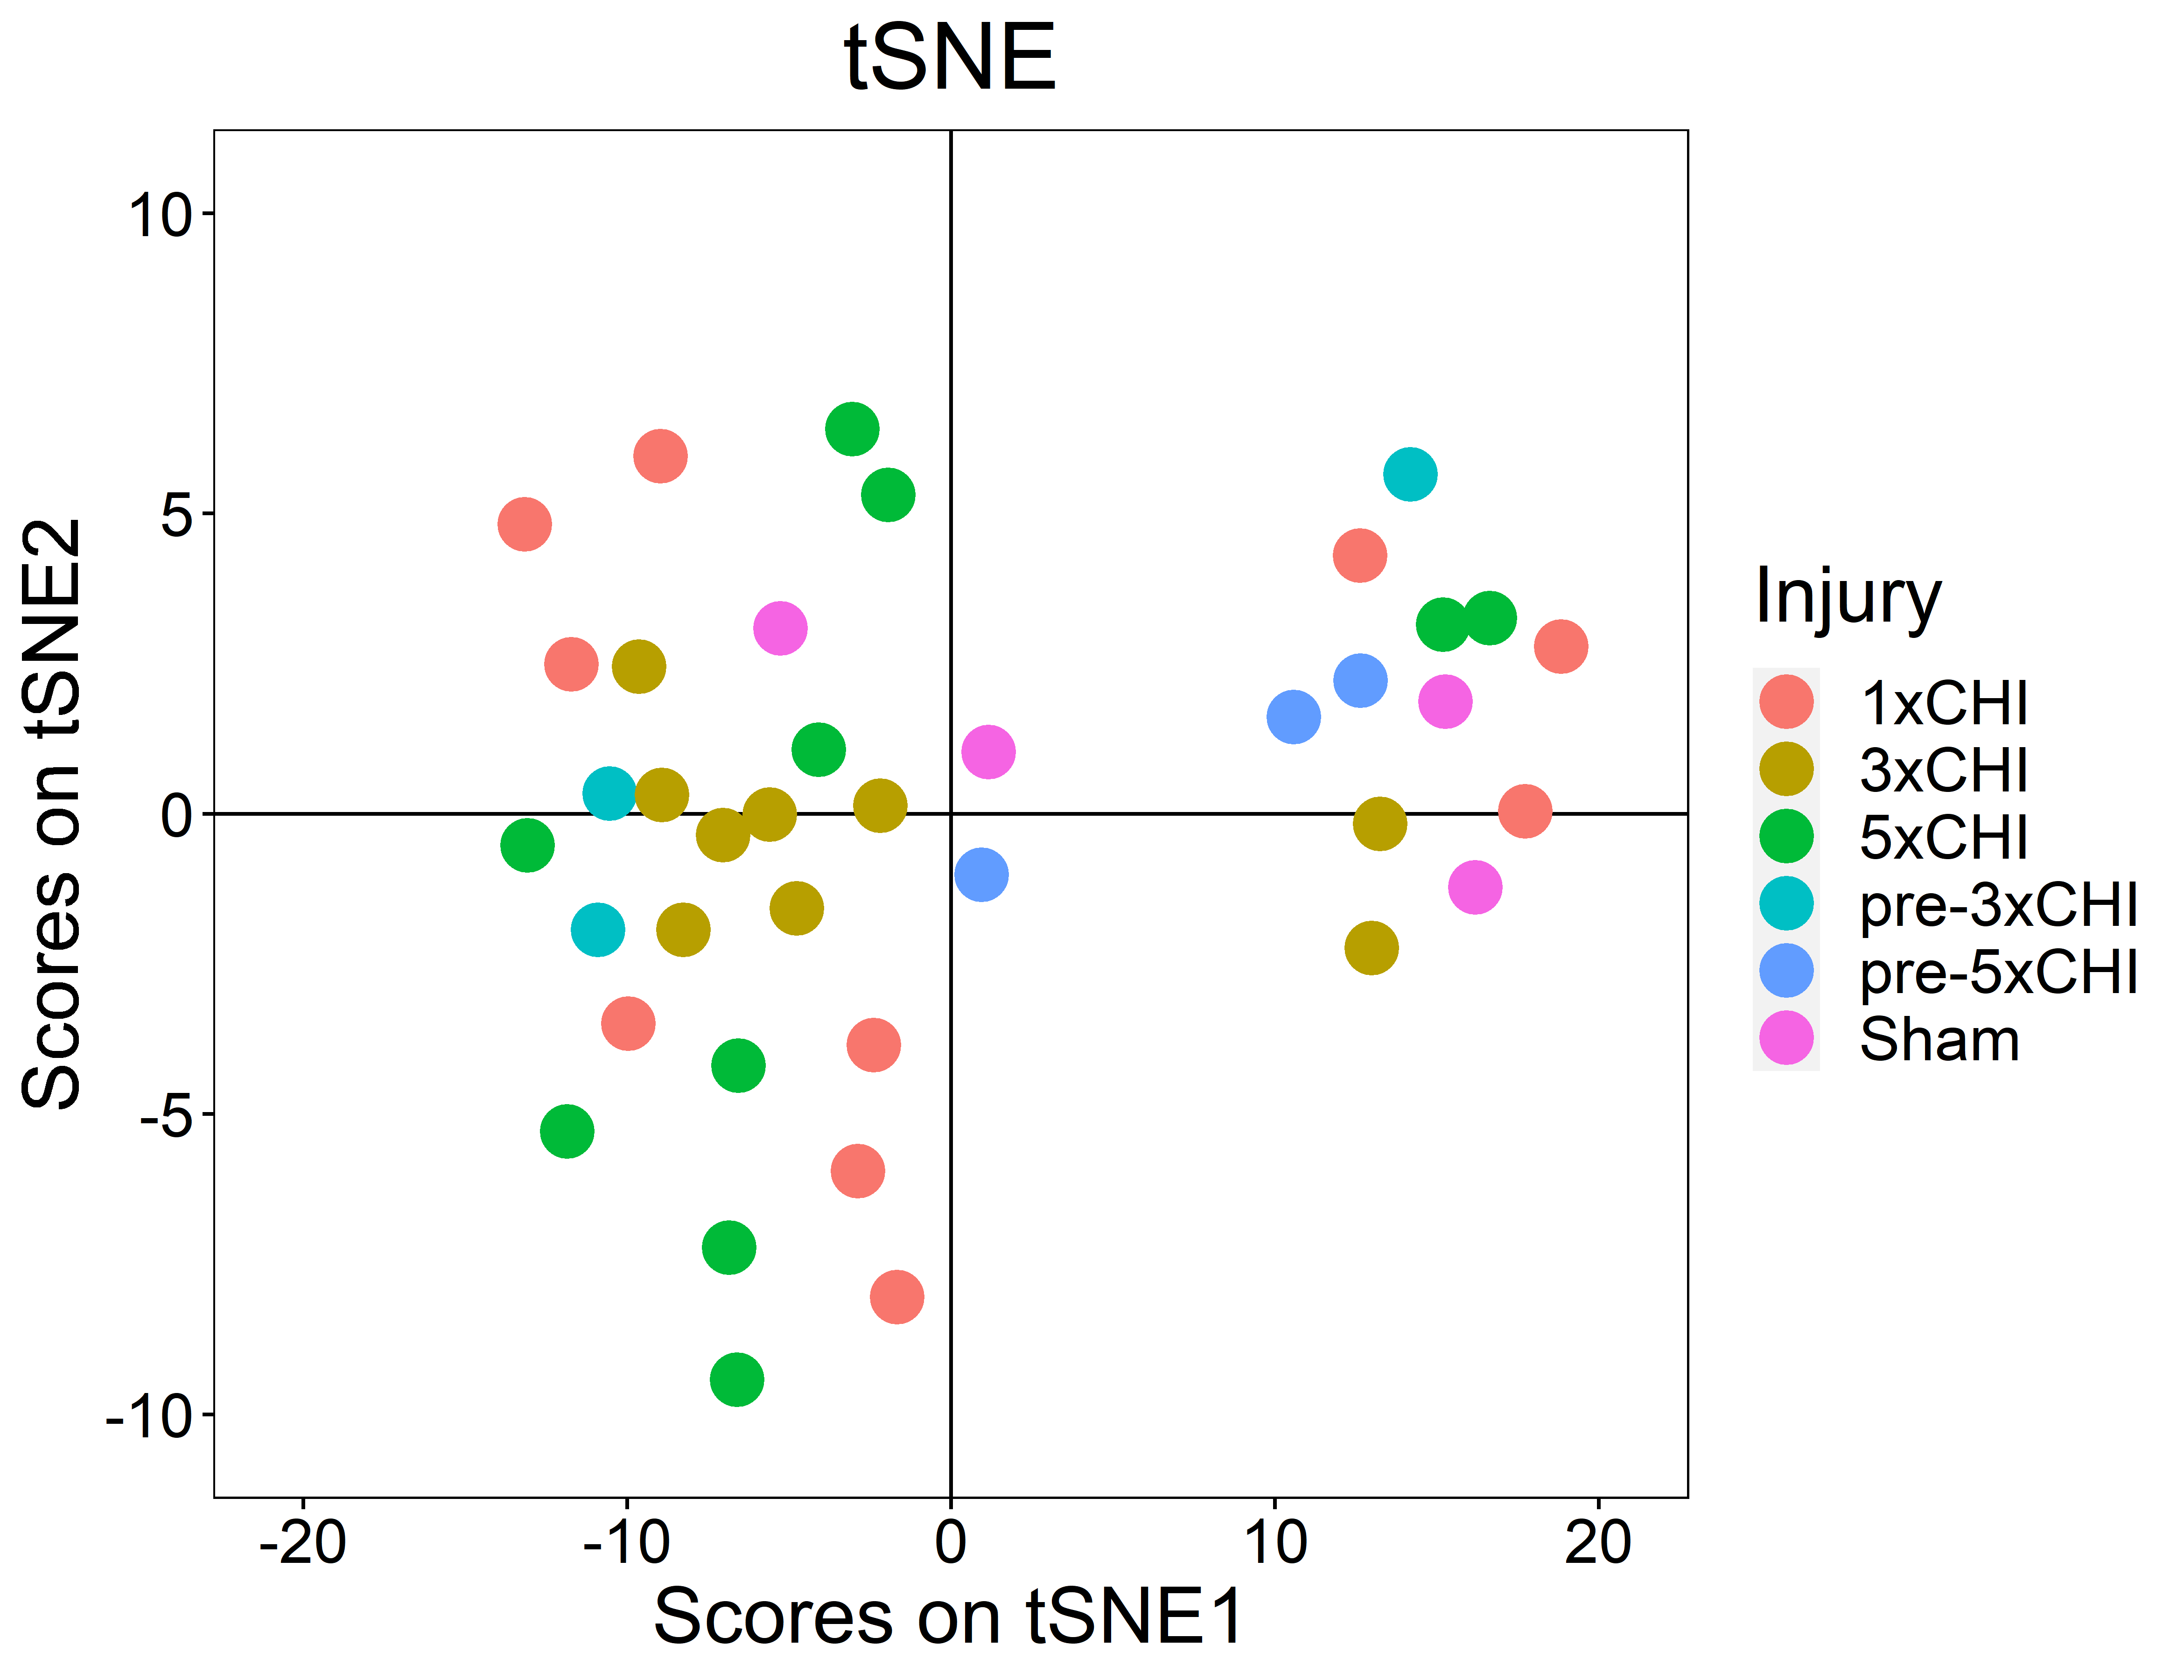 tSNE
10
5
0
-5
-10
Scores on tSNE2
-20
-10
0
10
20
Scores on tSNE1
Injury
1xCHI
3xCHI
5xCHI
pre-3xCHI
pre-5xCHI
Sham